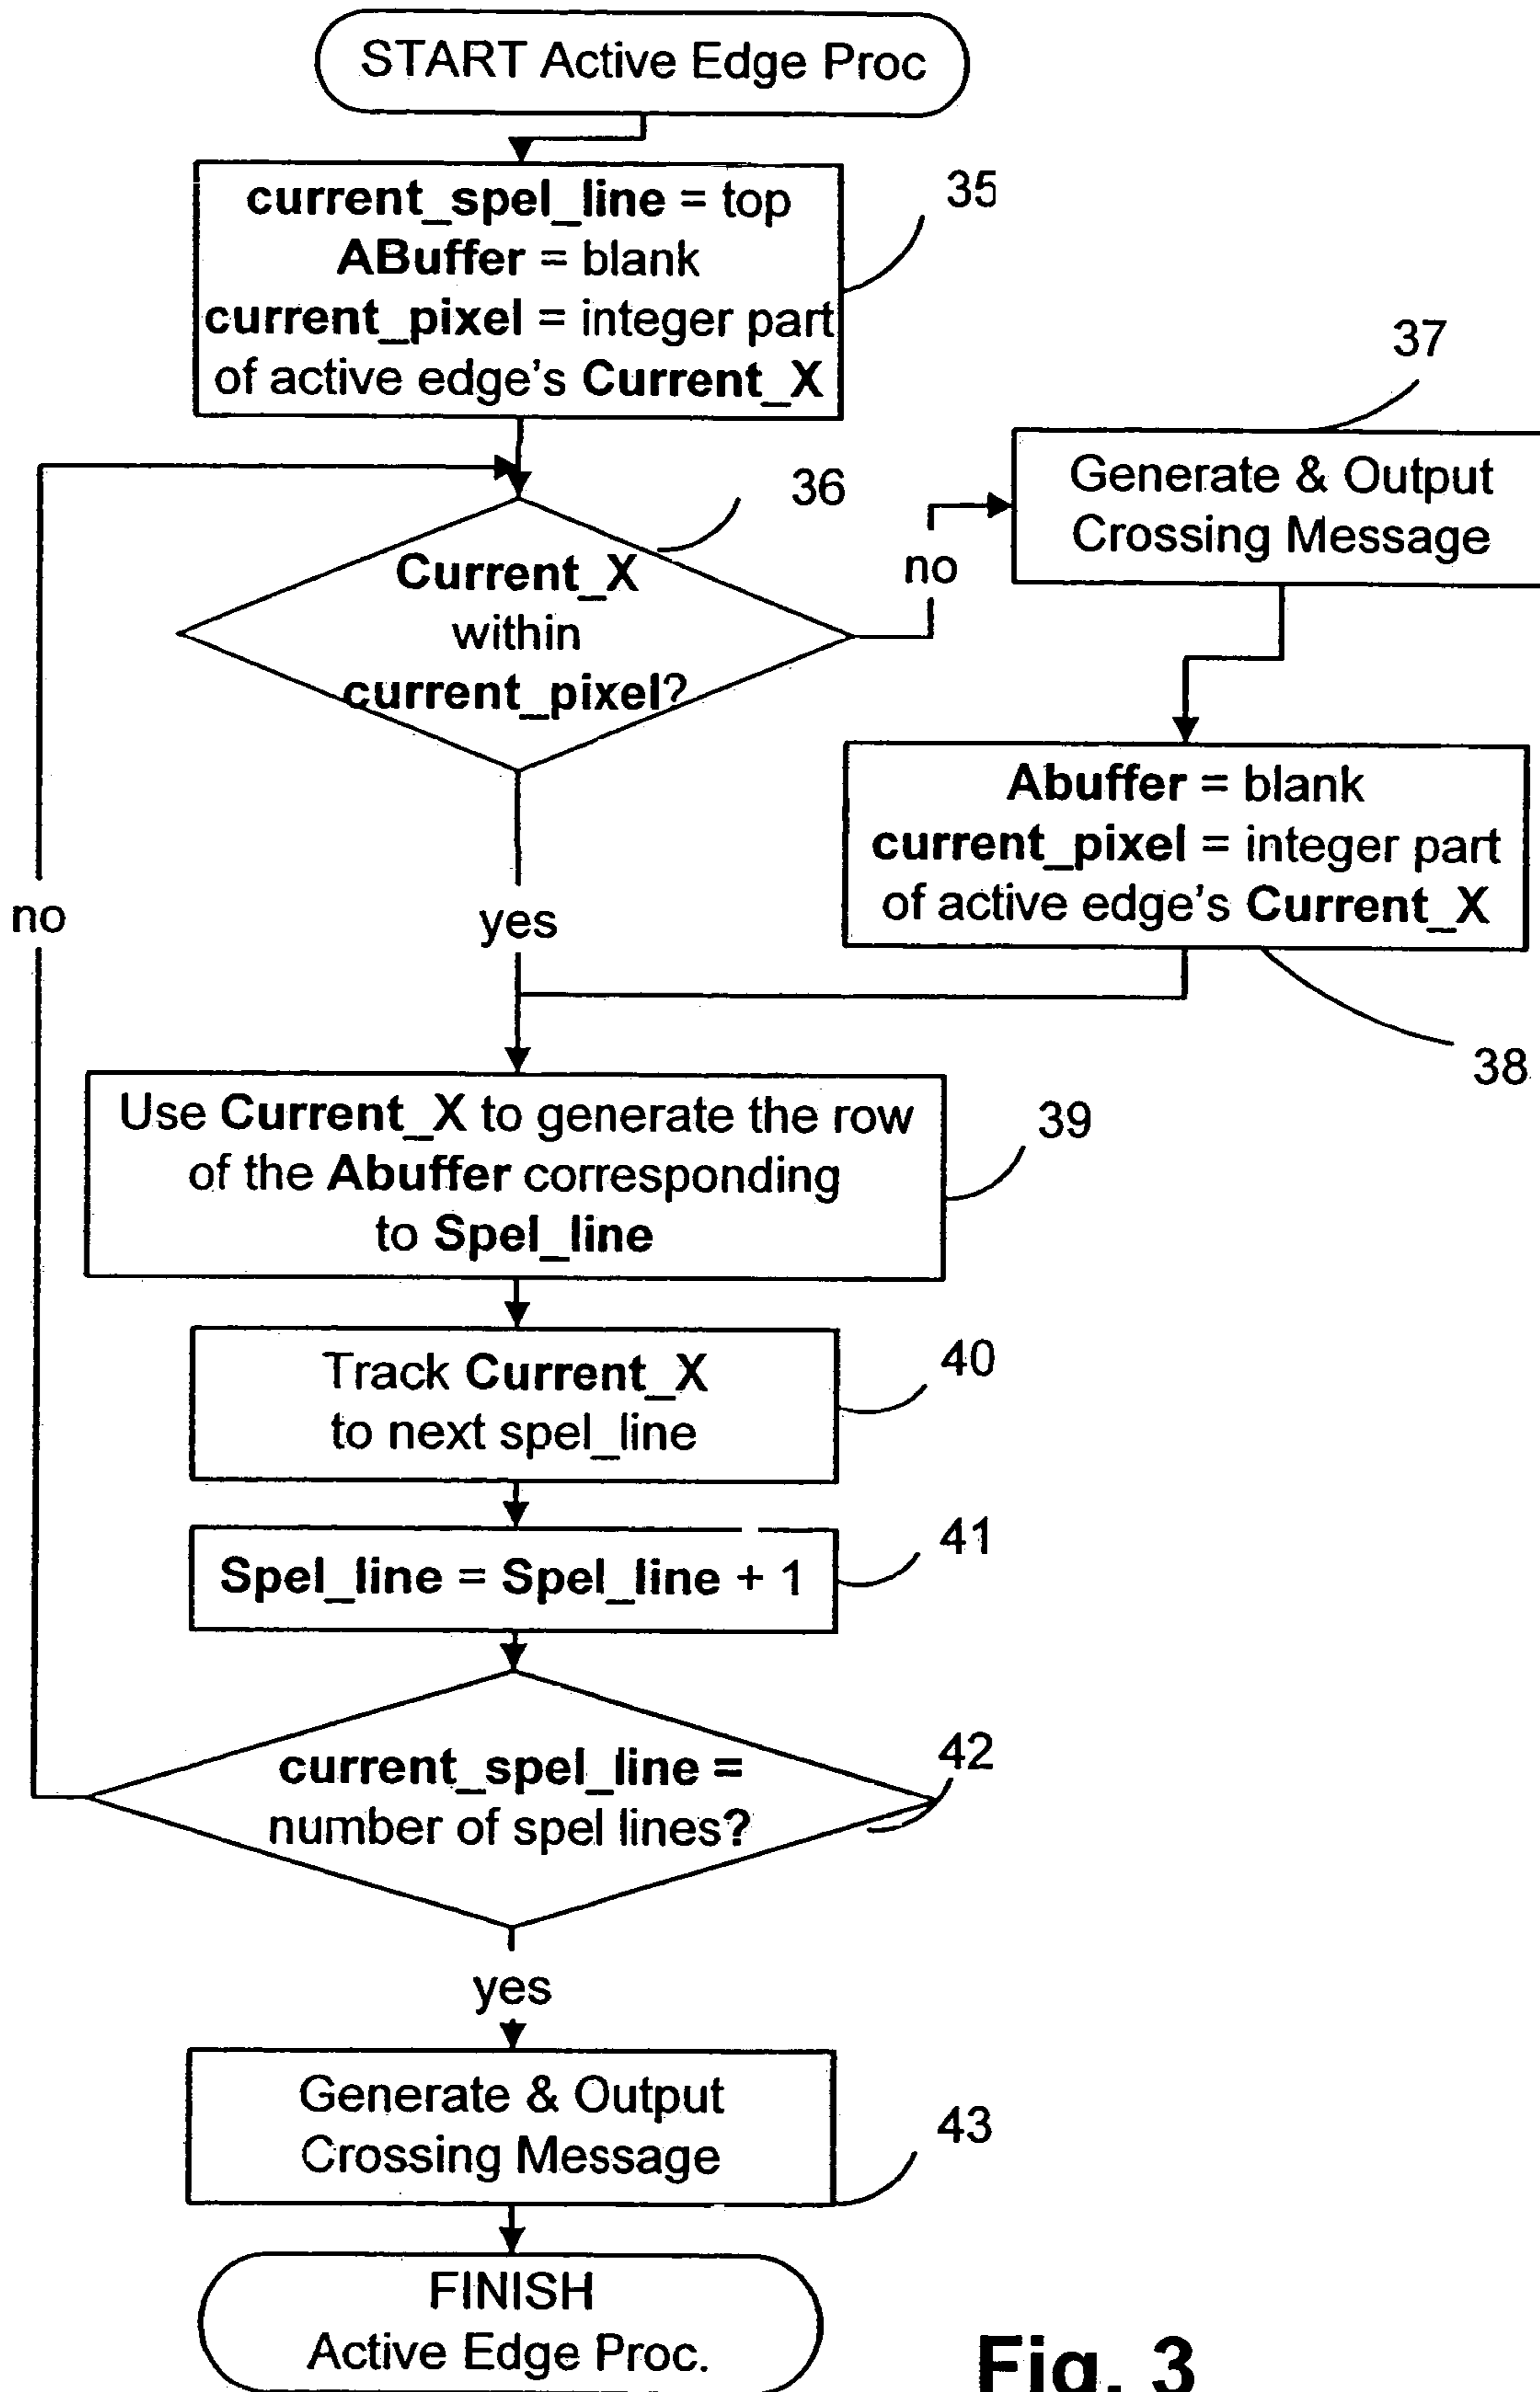 START Active Edge Proc
current_spel_line = top
ABuffer = blank
current_pixel = integer part
of active edge's Current_X
35
37
Generate & Output
Crossing Message
36
Current_X
within
current_pixel?
no
Abuffer = blank
current_pixel = integer part
of active edge's Current_X
38
no
yes
Use Current_X to generate the row
of the Abuffer corresponding
to Spel_line
39
Track Current_X
to next spel_line
40
Spel_line = Spel_line + 1
41
current_spel_line =
number of spel lines?
42
yes
Generate & Output
Crossing Message
43
FINISH
Active Edge Proc.
Fig. 3